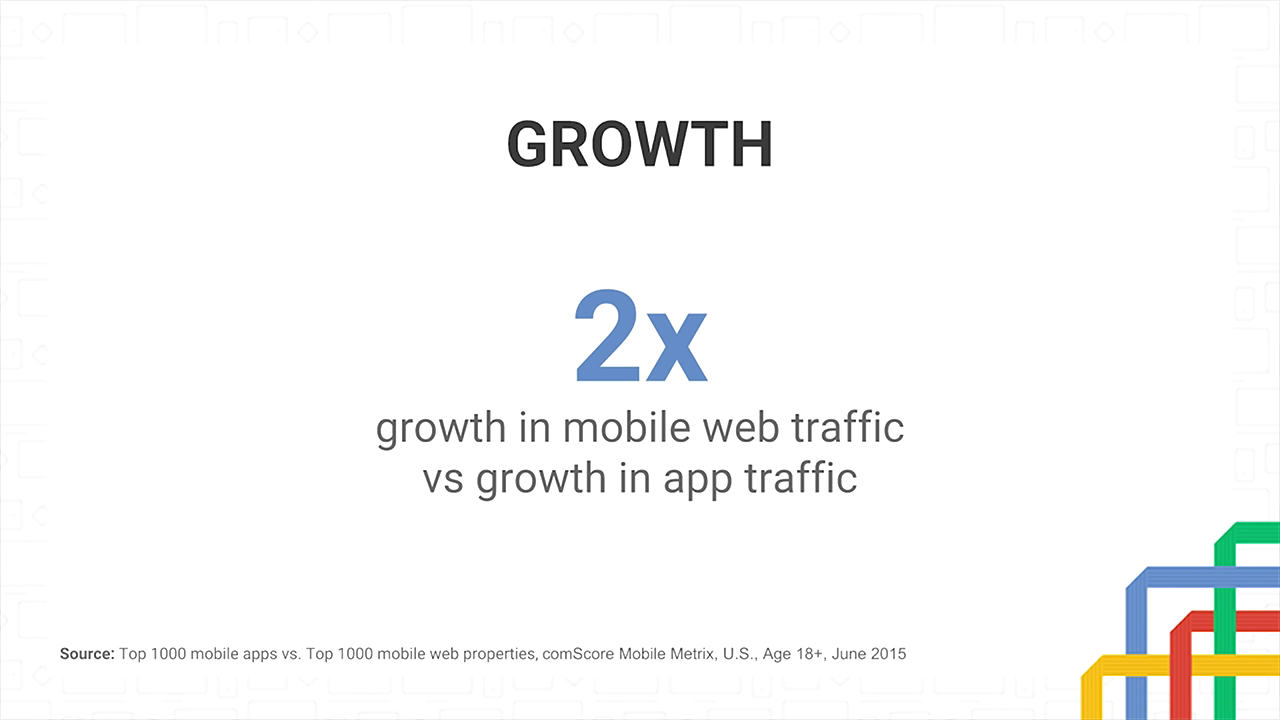 GROWTH
2x
growth in mobile web traffic
vs growth in app traffic
Source: Top 1000 mobile apps vs. Top 1000 mobile web properties, comScore Mobile Metrix, U.S., Age 18+, June 2015